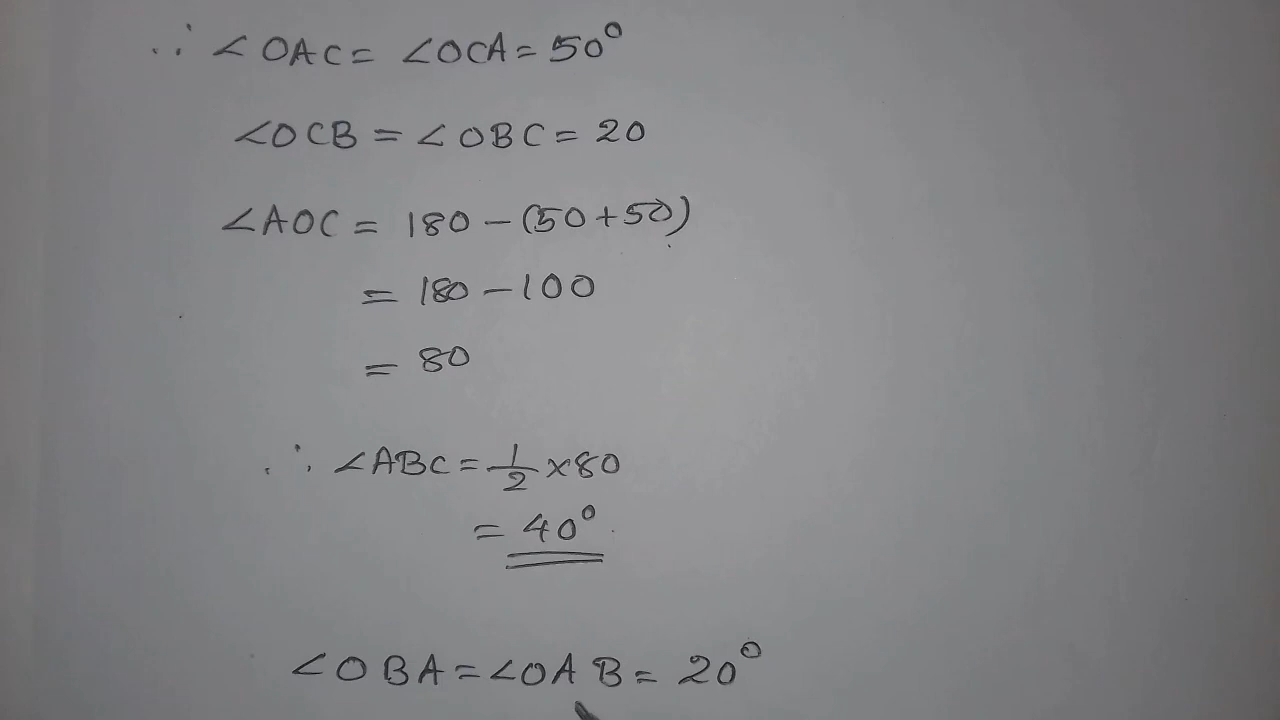 ∴ ∠OAC = ∠OCA = 50°
∠OCB = ∠OBC = 20
∠AOC = 180 - (50+50)
= 180 - 100
= 80
∴ ∠ABC = 1/2 × 80
= 40°
∠OBA = ∠OAB = 20°